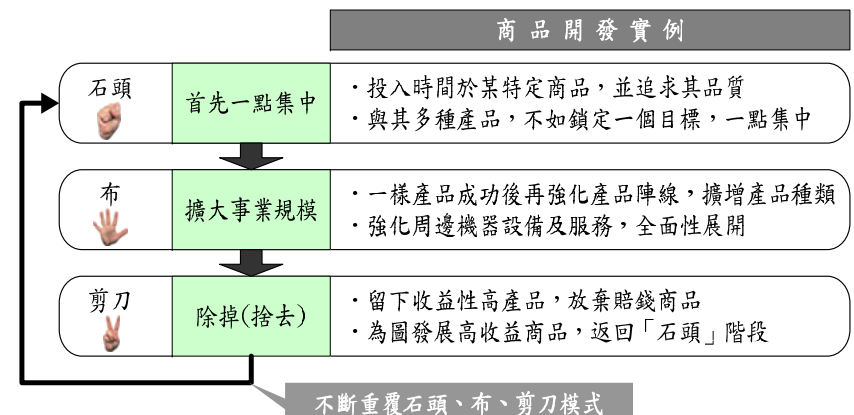 商品開發實例
石頭
首先一點集中
·投入時間於某特定商品，並追求其品質
·與其多種產品，不如鎖定一個目標，一點集中
布
擴大事業規模
·一樣產品成功後再強化產品陣線，擴增產品種類
·強化周邊機器設備及服務，全面性展開
剪刀
除掉(捨去)
·留下收益性高產品，放棄賠錢商品
·為圖發展高收益商品，返回「石頭」階段
不斷重覆石頭、布、剪刀模式